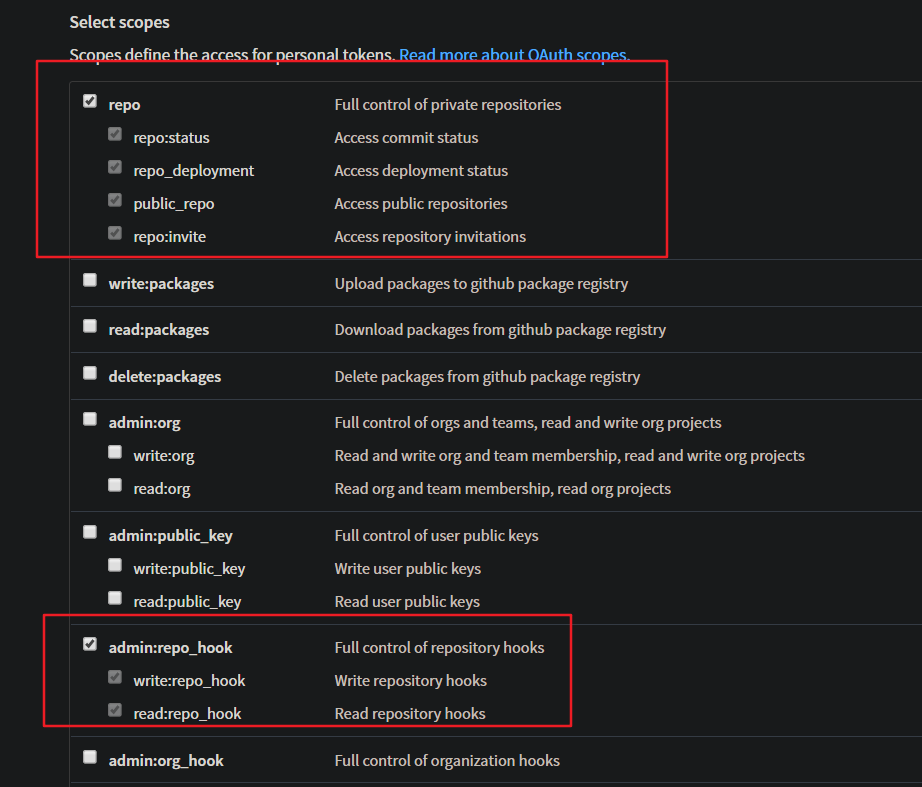 Select scopes
Scopes define the access for personal tokens. Read more about OAuth scopes.
repo Full control of private repositories
repo:status Access commit status
repo_deployment Access deployment status
public_repo Access public repositories
repo:invite Access repository invitations
write:packages Upload packages to github package registry
read:packages Download packages from github package registry
delete:packages Delete packages from github package registry
admin:org Full control of orgs and teams, read and write org projects
write:org Read and write org and team membership, read and write org projects
read:org Read org and team membership, read org projects
admin:public_key Full control of user public keys
write:public_key Write user public keys
read:public_key Read user public keys
admin:repo_hook Full control of repository hooks
write:repo_hook Write repository hooks
read:repo_hook Read repository hooks
admin:org_hook Full control of organization hooks